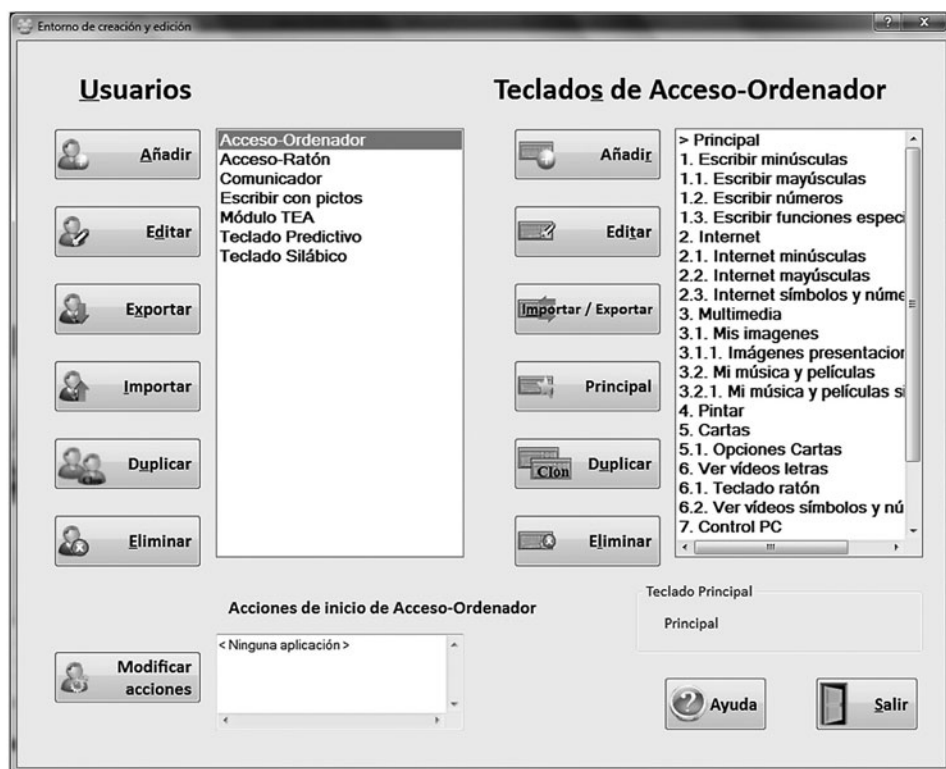 Entorno de creación y edición
Usuarios
Añadir
Editar
Exportar
Importar
Duplicar
Eliminar
Acceso-Ordenador
Acceso-Ratón
Comunicador
Escribir con pictos
Módulo TEA
Teclado Predictivo
Teclado Silábico
Teclados de Acceso-Ordenador
Añadir
Editar
Importar / Exportar
Principal
Clon Duplicar
Eliminar
> Principal
1. Escribir minúsculas
1.1. Escribir mayúsculas
1.2. Escribir números
1.3. Escribir funciones especi
2. Internet
2.1. Internet minúsculas
2.2. Internet mayúsculas
2.3. Internet símbolos y núme
3. Multimedia
3.1. Mis imagenes
3.1.1. Imágenes presentacion
3.2. Mi música y películas
3.2.1. Mi música y películas si
4. Pintar
5. Cartas
5.1. Opciones Cartas
6. Ver vídeos letras
6.1. Teclado ratón
6.2. Ver vídeos símbolos y nú
7. Control PC
Acciones de inicio de Acceso-Ordenador
Modificar
acciones
< Ninguna aplicación >
Teclado Principal
Principal
Ayuda
Salir